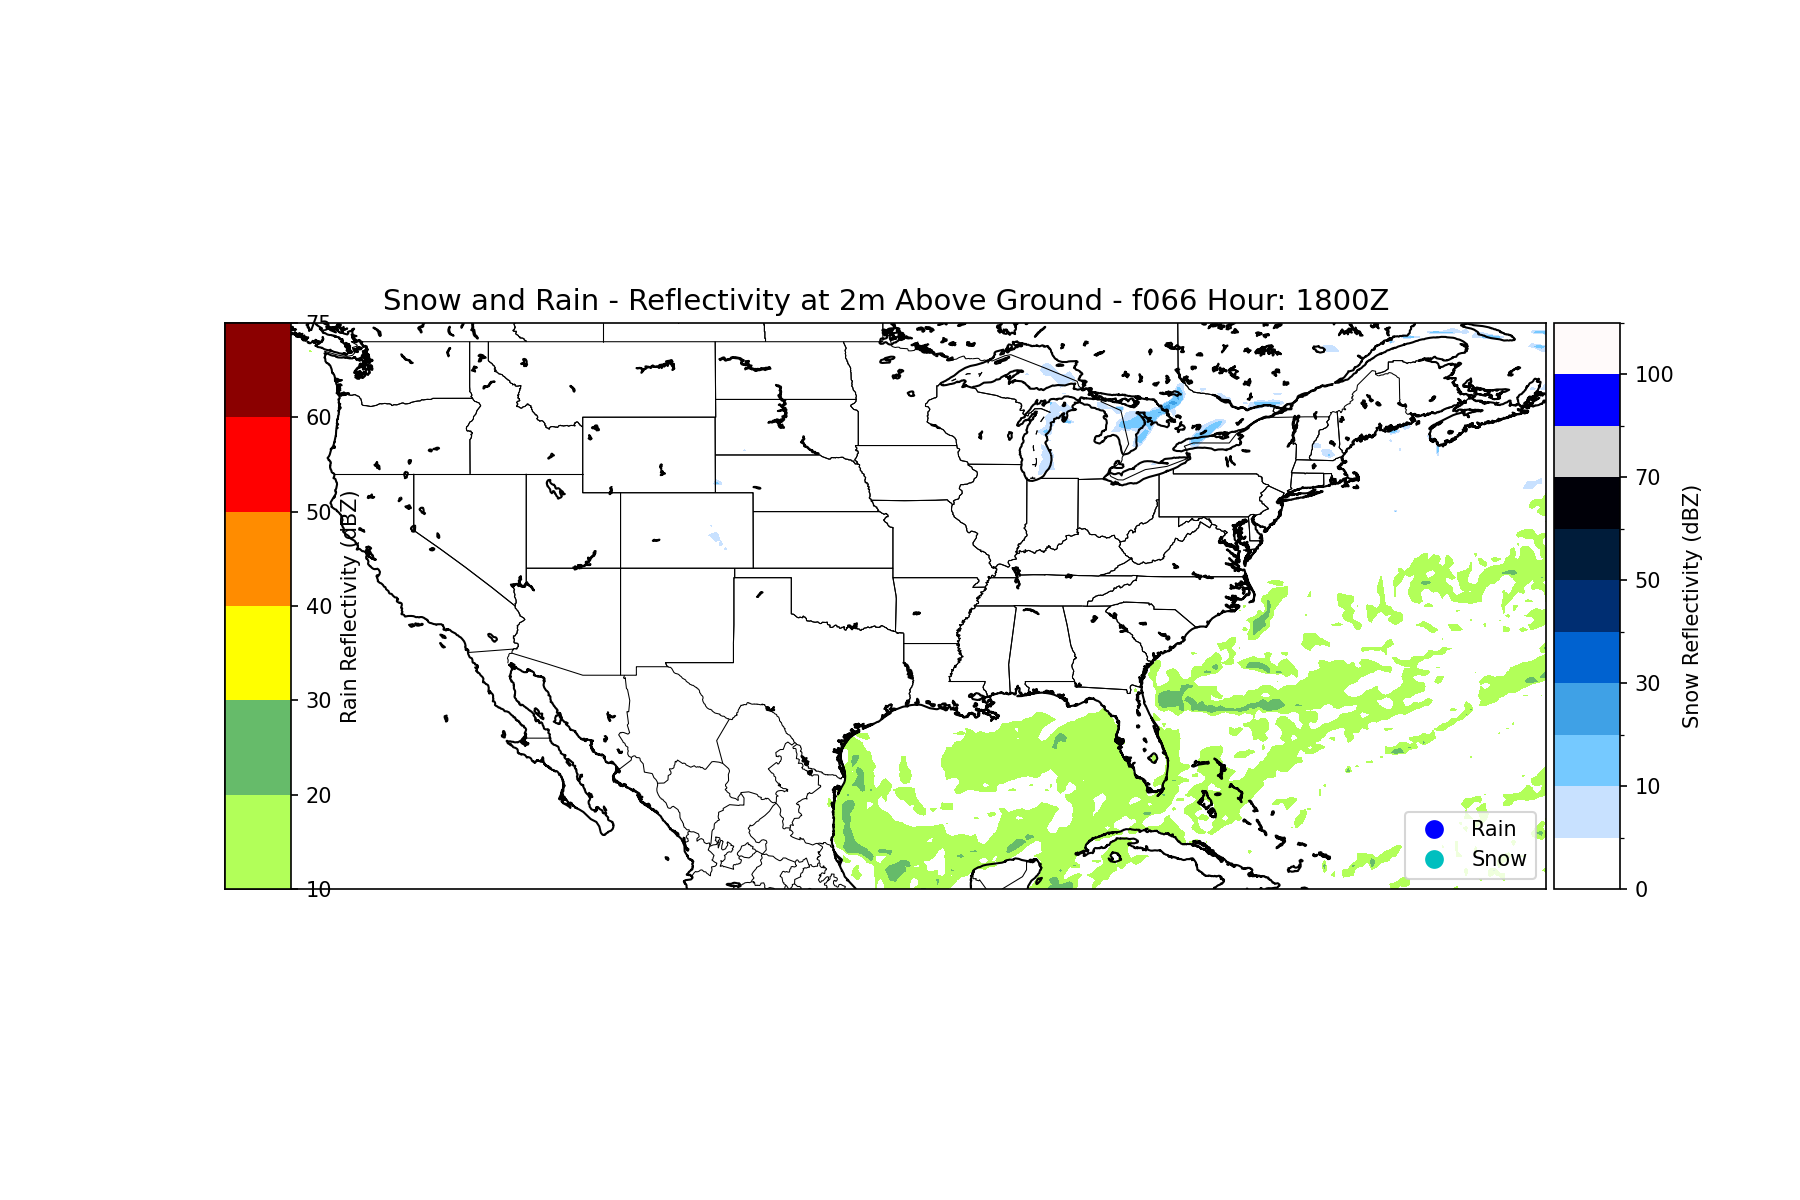 Snow and Rain - Reflectivity at 2m Above Ground - f066 Hour: 1800Z
75
60
50
40
30
20
10
Rain Reflectivity (dBZ)
100
70
50
30
10
0
Snow Reflectivity (dBZ)
Rain
Snow